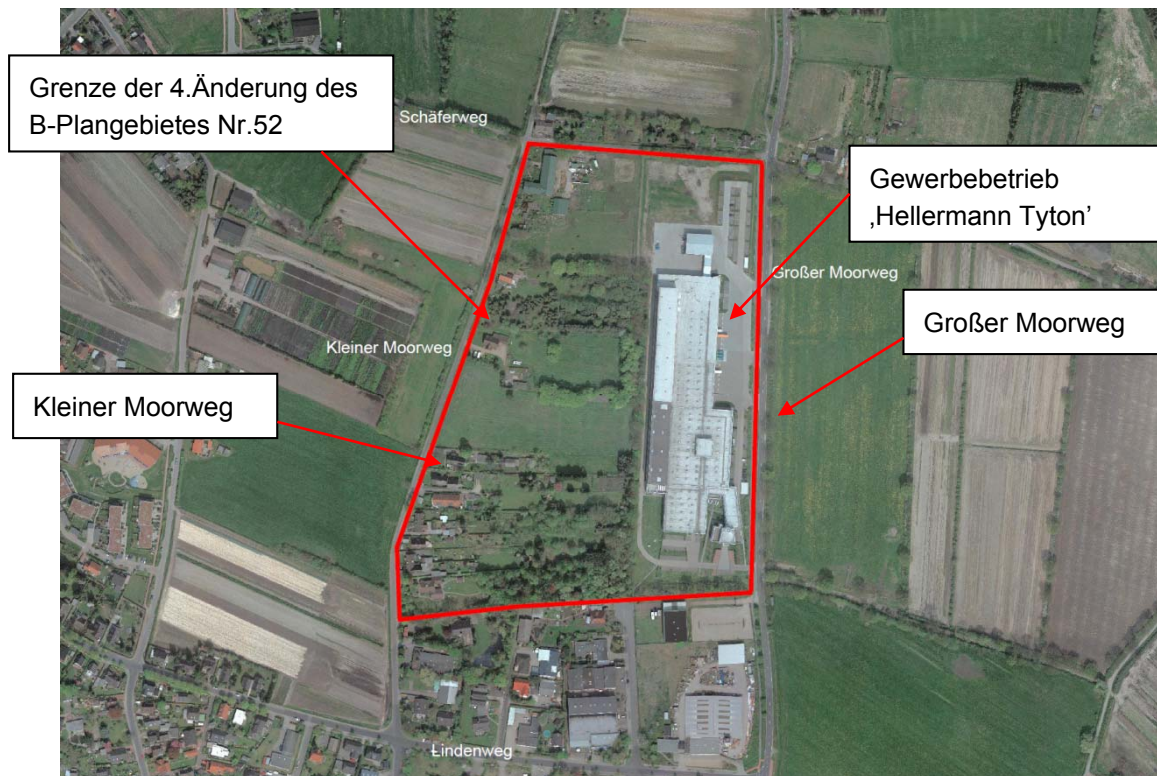 Grenze der 4.Änderung des
B-Plangebietes Nr.52
Schäferweg
Gewerbebetrieb
‚Hellermann Tyton’
Großer Moorweg
Großer Moorweg
Kleiner Moorweg
Kleiner Moorweg
Lindenweg